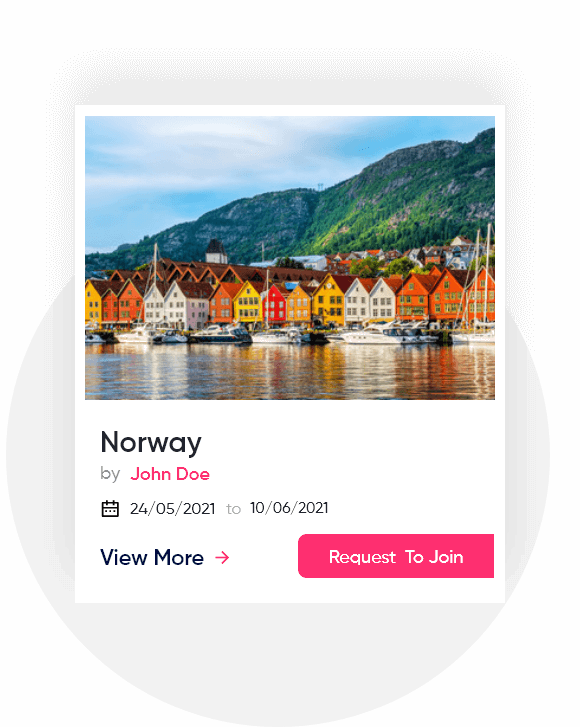 Norway
by John Doe
24/05/2021 to 10/06/2021
View More
Request To Join